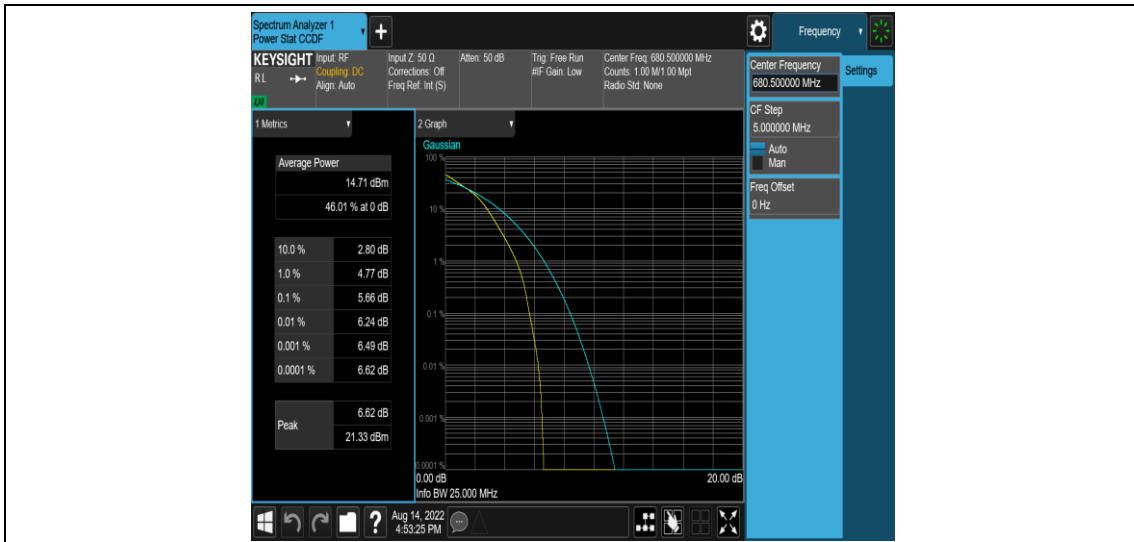 Spectrum Analyzer 1
Power Stat CCDF
Frequency
KEYSIGHT
RL
LXI
Input: RF
Coupling: DC
Align: Auto
Input Z: 50 Ω
Corrections: Off
Freq Ref: Int (S)
Atten: 50 dB
Trig: Free Run
#IF Gain: Low
Center Freq: 680.500000 MHz
Counts: 1.00 M/1.00 Mpt
Radio Std: None
Center Frequency
680.500000 MHz
Settings
CF Step
5.000000 MHz
Auto
Man
Freq Offset
0 Hz
1 Metrics
Average Power
14.71 dBm
46.01 % at 0 dB
10.0 % 2.80 dB
1.0 % 4.77 dB
0.1 % 5.66 dB
0.01 % 6.24 dB
0.001 % 6.49 dB
0.0001 % 6.62 dB
Peak
6.62 dB
21.33 dBm
2 Graph
Gaussian
100 %
10 %
1 %
0.1 %
0.01 %
0.001 %
0.0001 %
0.00 dB 20.00 dB
Info BW 25.000 MHz
Aug 14, 2022
4:53:25 PM